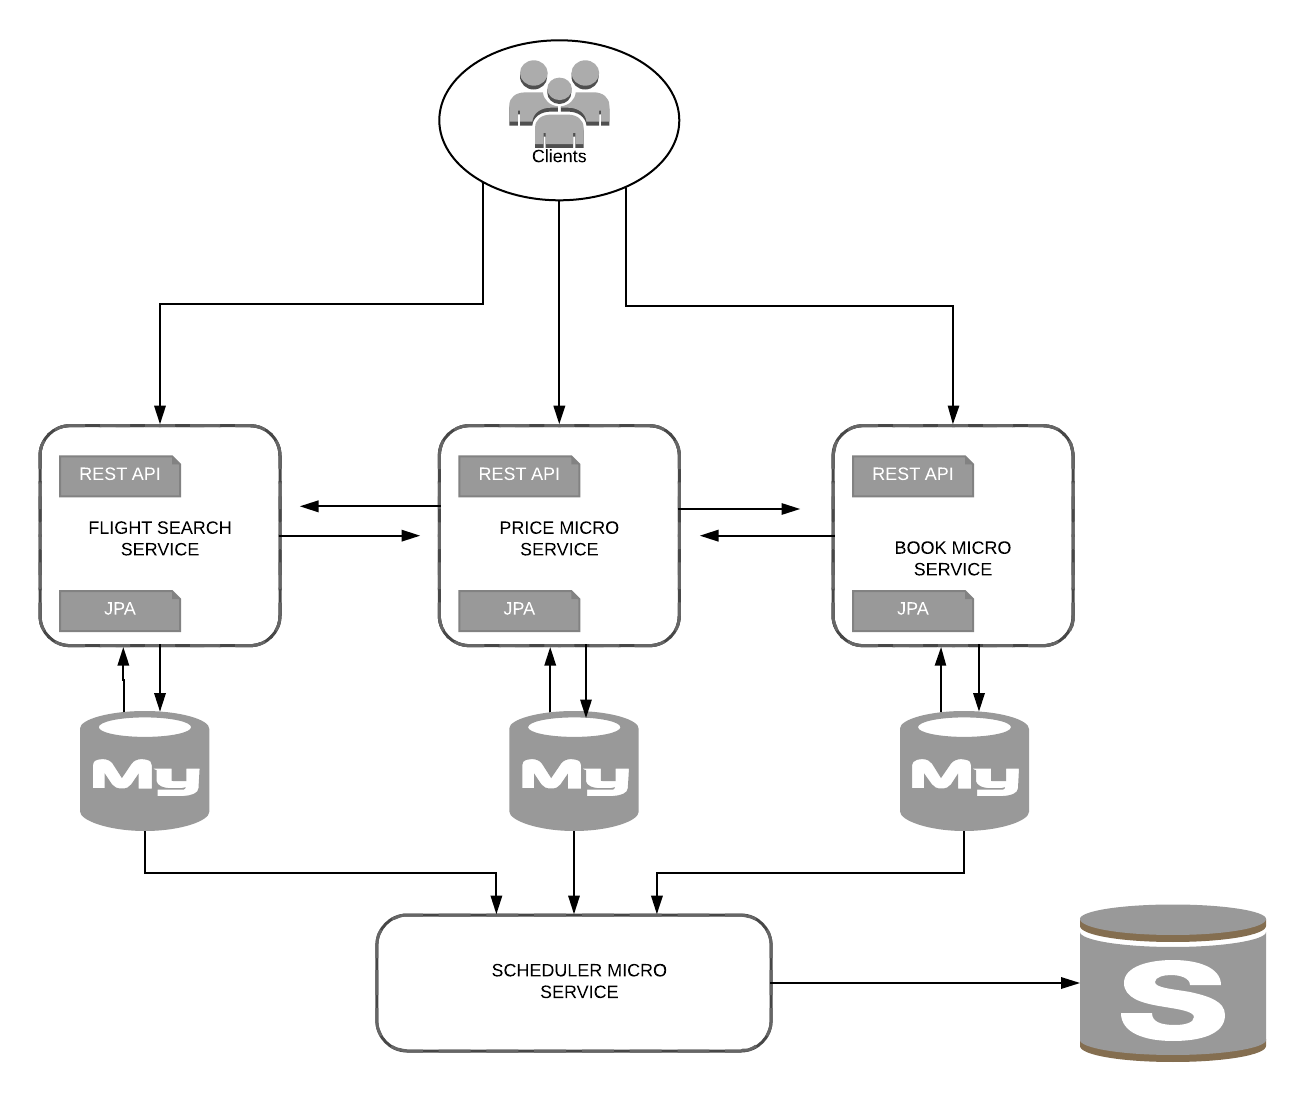 Clients
REST API
REST API
REST API
FLIGHT SEARCH
SERVICE
PRICE MICRO
SERVICE
BOOK MICRO
SERVICE
JPA
JPA
JPA
My
My
My
SCHEDULER MICRO
SERVICE
S